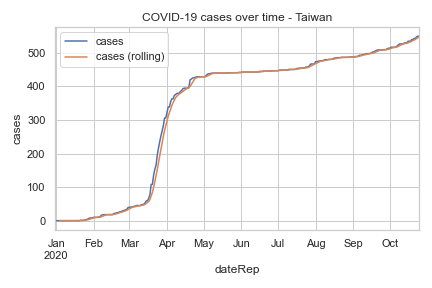 COVID-19 cases over time - Taiwan
cases
cases (rolling)
500
400
300
200
100
0
cases
Jan Feb Mar Apr May Jun Jul Aug Sep Oct
2020
dateRep